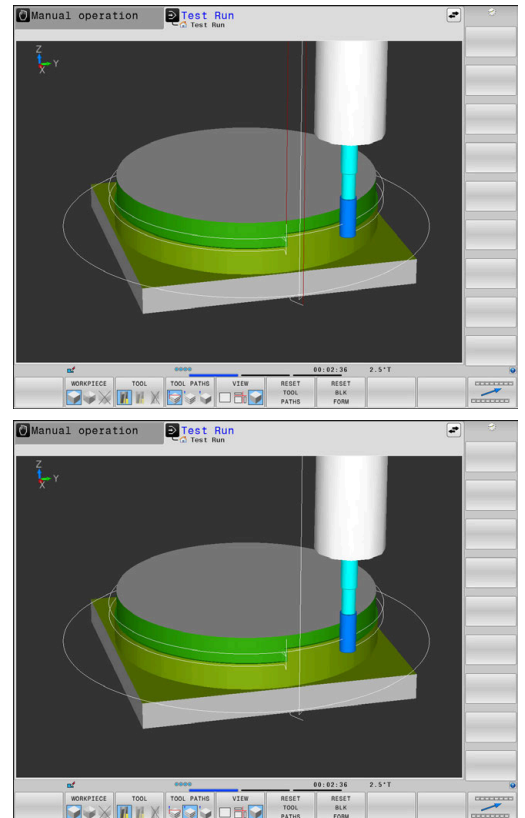 Manual operation
Test Run
Test Run
Z
Y
X
00:02:36 2.5*T
WORKPIECE TOOL TOOL PATHS VIEW RESET RESET
TOOL BLK
PATHS FORM
Manual operation
Test Run
Test Run
Z
Y
X
00:02:36 2.5*T
WORKPIECE TOOL TOOL PATHS VIEW RESET RESET
TOOL BLK
PATHS FORM